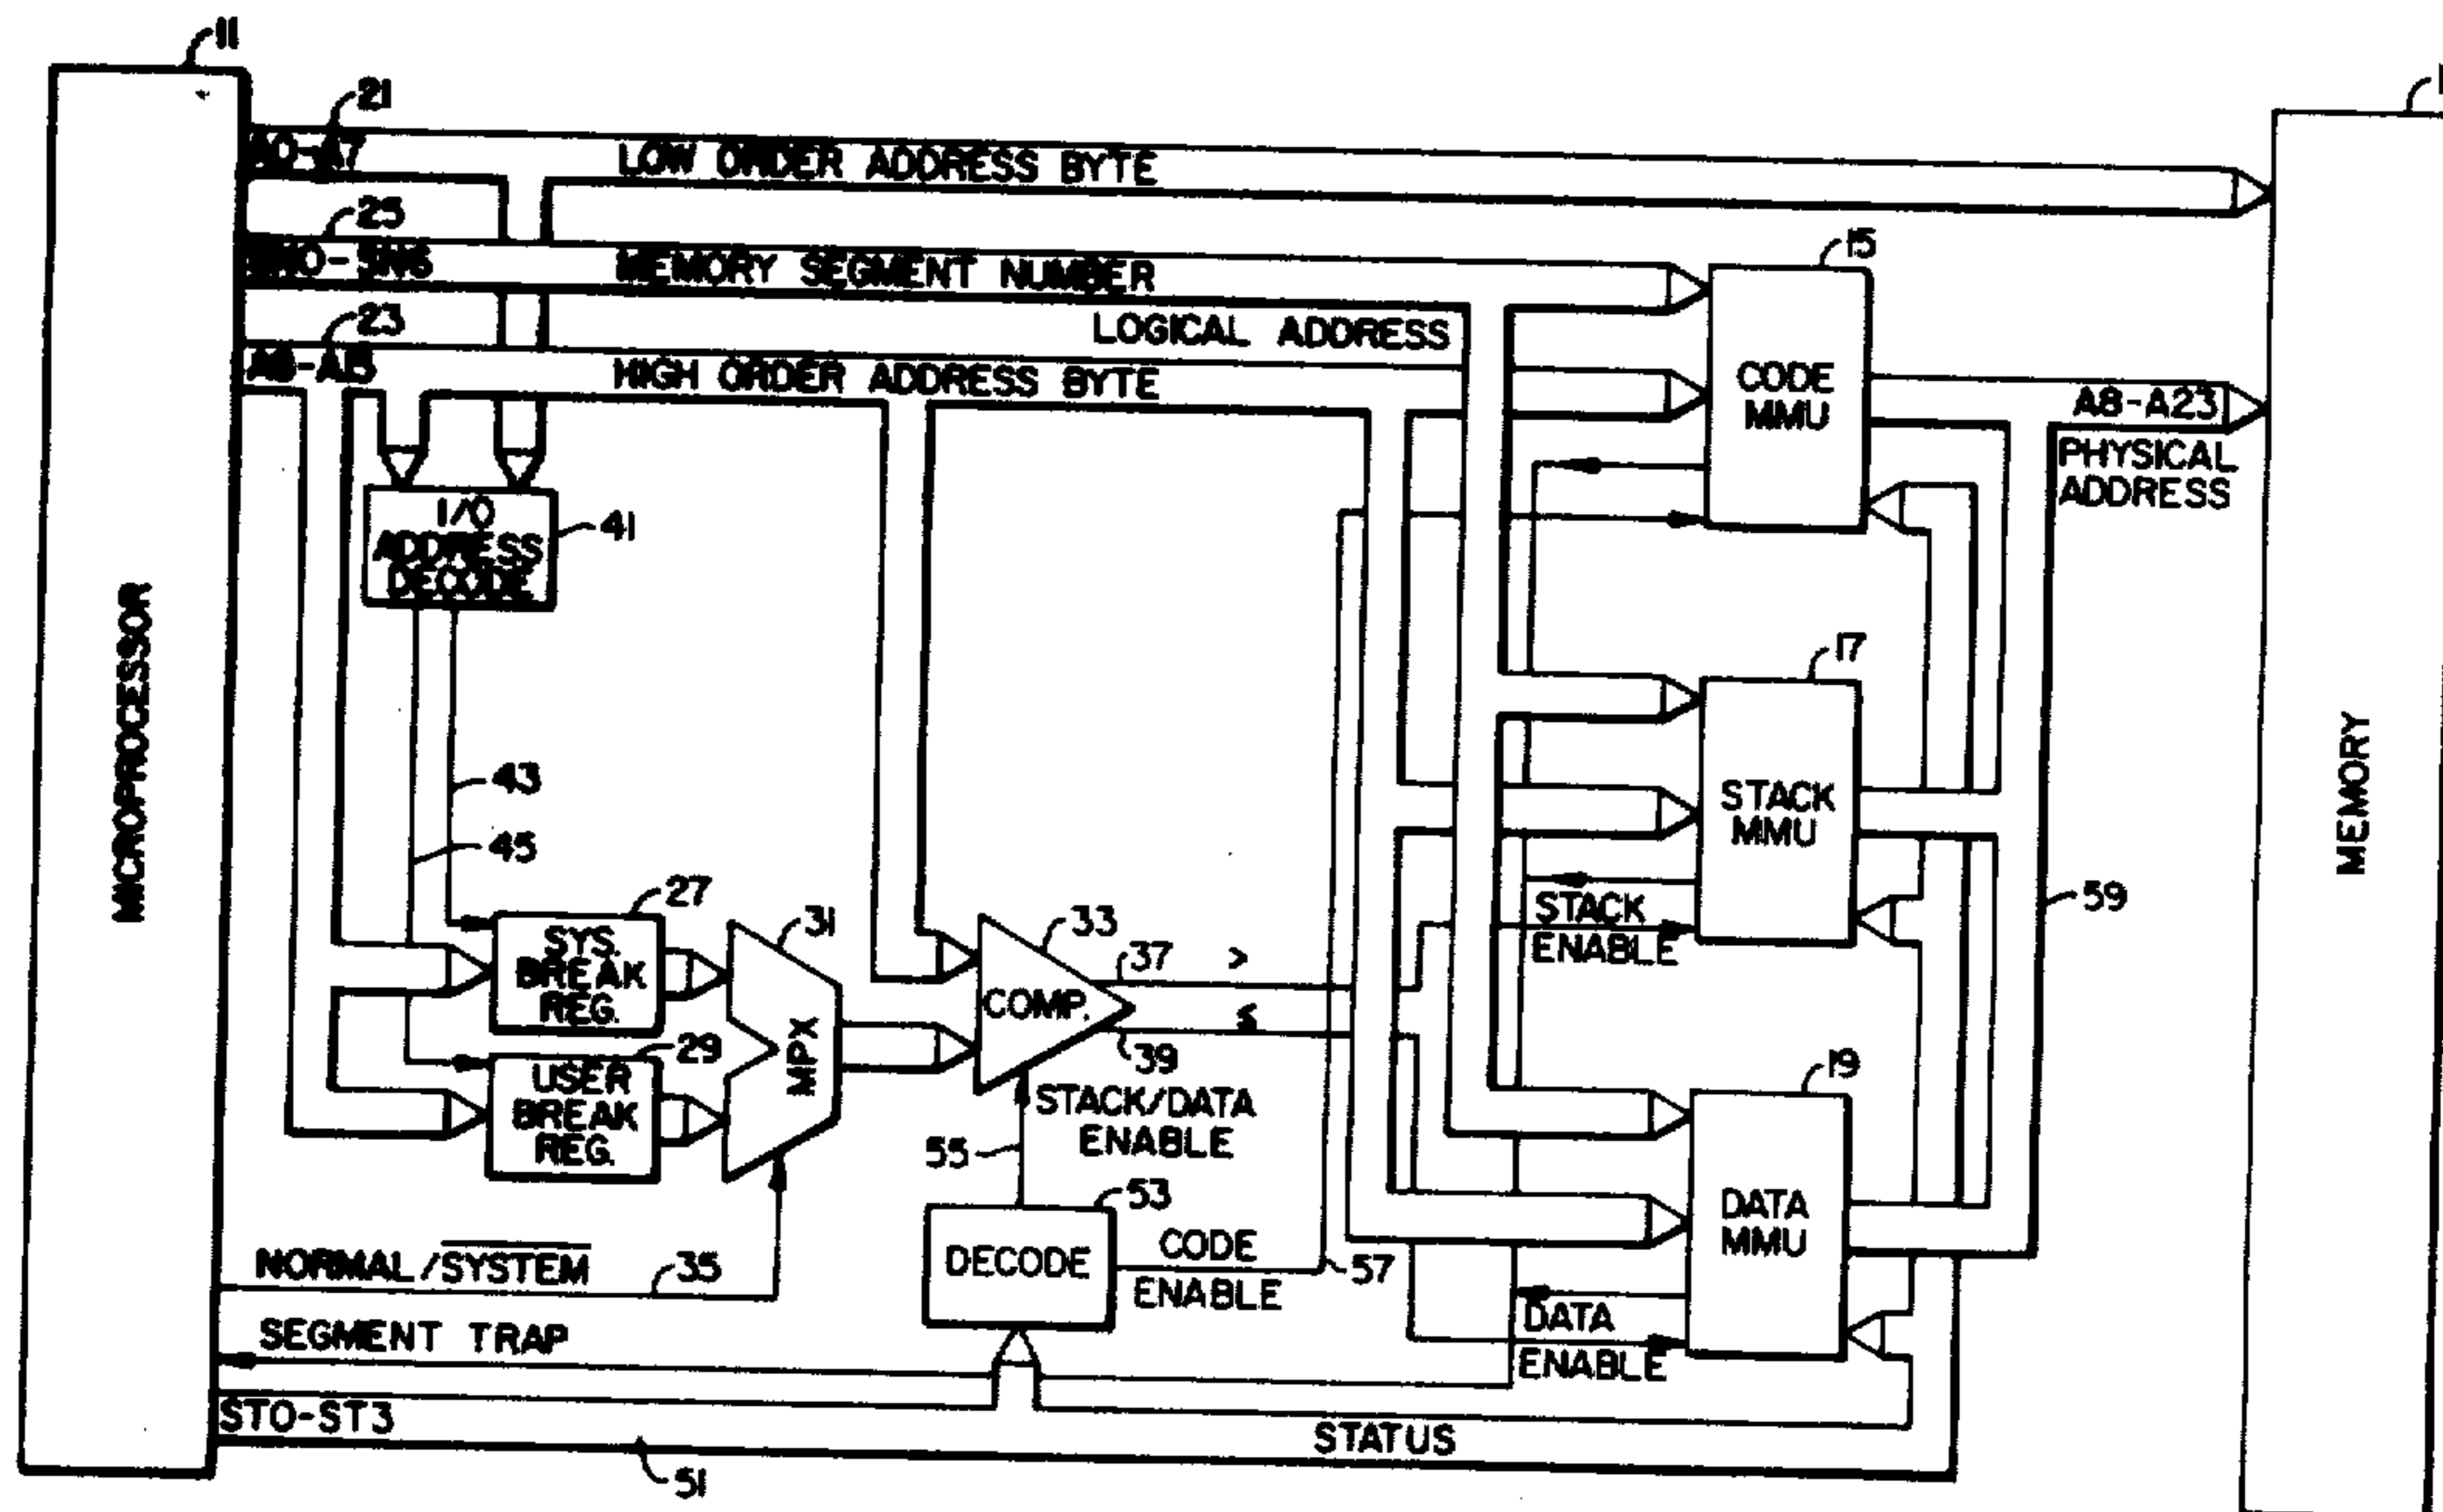 11
21
A0-A7
LOW ORDER ADDRESS BYTE
25
SN0-SN6
MEMORY SEGMENT NUMBER
15
23
LOGICAL ADDRESS
A8-A15
HIGH ORDER ADDRESS BYTE
CODE
MMU
A8-A23
PHYSICAL
ADDRESS
I/O
ADDRESS
DECODE
41
MICROPROCESSOR
17
43
STACK
MMU
MEMORY
45
27
SYS.
BREAK
REG.
31
33
37
>
STACK
ENABLE
59
MPX
COMP.
≤
39
29
USER
BREAK
REG.
STACK/DATA
ENABLE
19
55
53
DATA
MMU
NORMAL/SYSTEM
35
DECODE
CODE
ENABLE
57
SEGMENT TRAP
DATA
ENABLE
ST0-ST3
STATUS
51